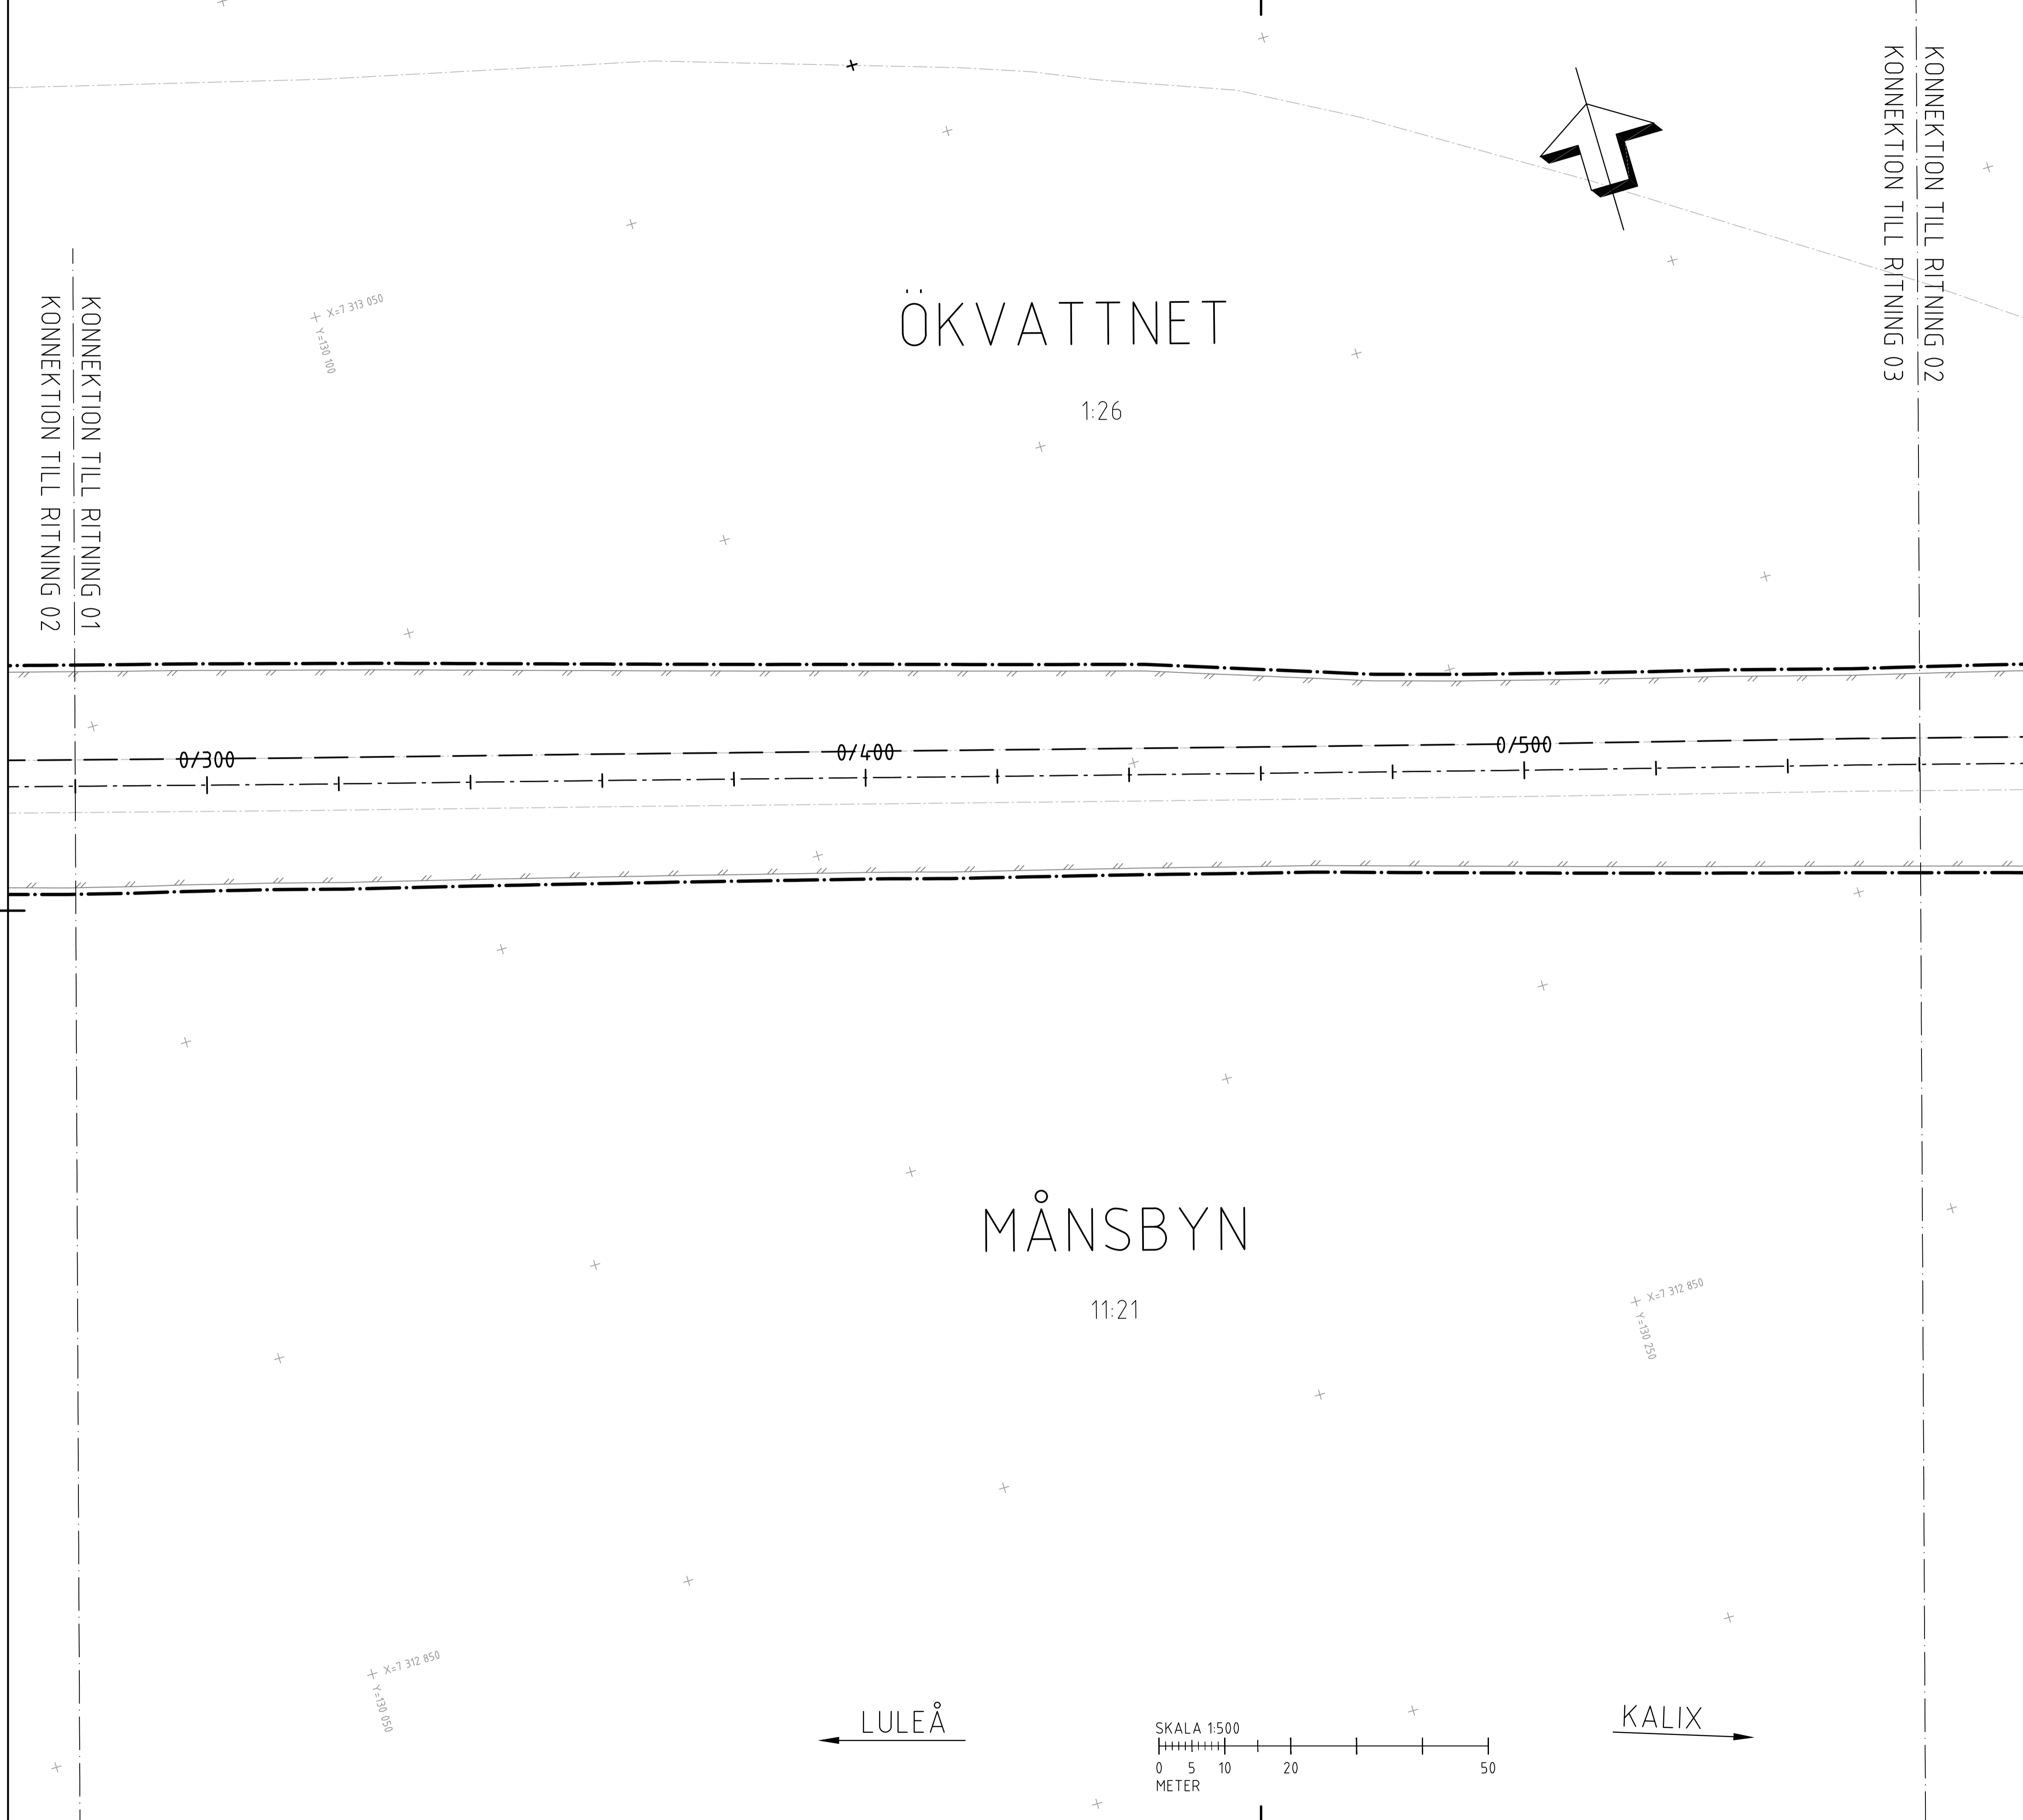 KONNEKTION TILL RITNING 02
KONNEKTION TILL RITNING 03
X=7 313 050
Y=130 100
ÖKVATTNET
1:26
KONNEKTION TILL RITNING 01
KONNEKTION TILL RITNING 02
0/300
0/400
0/500
MÅNSBYN
11:21
X=7 312 850
Y=130 250
X=7 312 850
Y=130 050
LULEÅ
KALIX
SKALA 1:500
0 5 10 20 50
METER